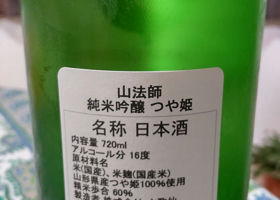 山法師
純米吟醸 つや姫
名称 日本酒
内容量 720ml
アルコール分 16度
原材料名
米(国産)、米麹(国産米)
山形県産つや姫100%使用
精米歩合 60%
製造者